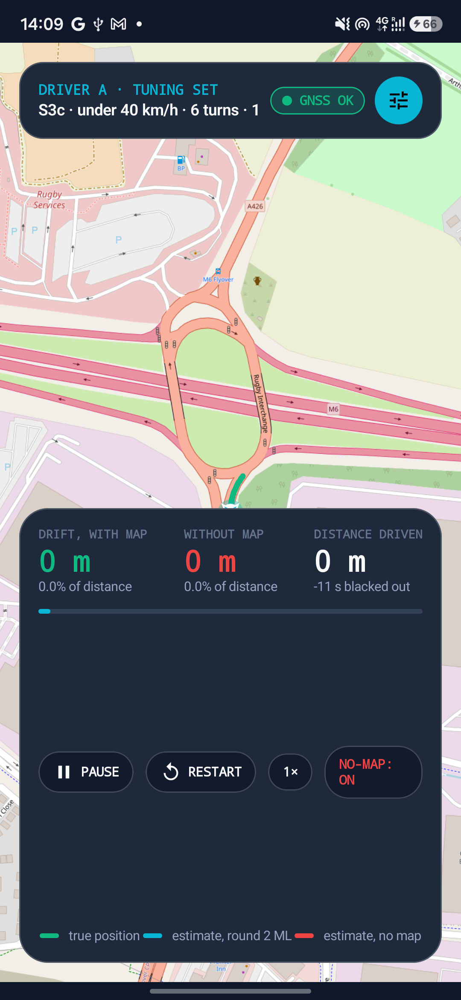 14:09
4G
R
66
Arthu
DRIVER A · TUNING SET
S3c · under 40 km/h · 6 turns · 1
GNSS OK
BP
Rugby
Services
A426
P
P
P
M6 Flyover
Rugby Interchange
M6
P
DRIFT, WITH MAP
WITHOUT MAP
DISTANCE DRIVEN
0 m
0 m
0 m
0.0% of distance
0.0% of distance
-11 s blacked out
PAUSE
RESTART
1×
NO-MAP:
ON
Close
true position
estimate, round 2 ML
estimate, no map
Premier
Inn